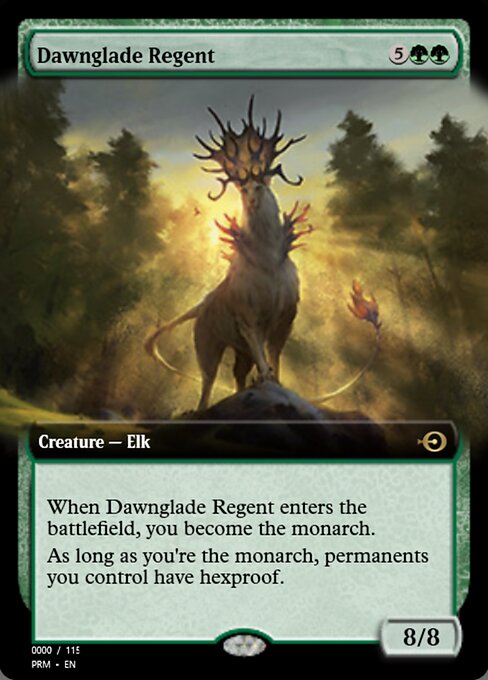 Dawnglade Regent 5
Creature — Elk
When Dawnglade Regent enters the
battlefield, you become the monarch.
As long as you're the monarch, permanents
you control have hexproof.
8/8
0000 / 115
PRM • EN